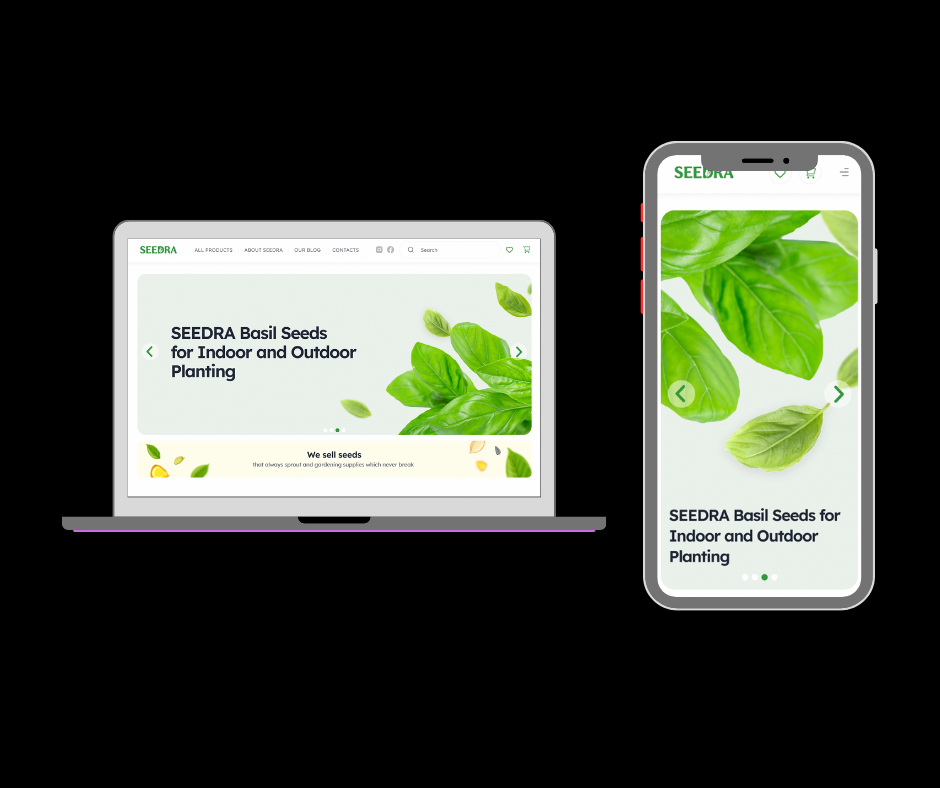 SEEDRA
ALL PRODUCTS ABOUT SEEDRA OUR BLOG CONTACTS Search
SEEDRA Basil Seeds
for Indoor and Outdoor
Planting
We sell seeds
that always sprout and gardening supplies which never break
SEEDRA
SEEDRA Basil Seeds for
Indoor and Outdoor
Planting